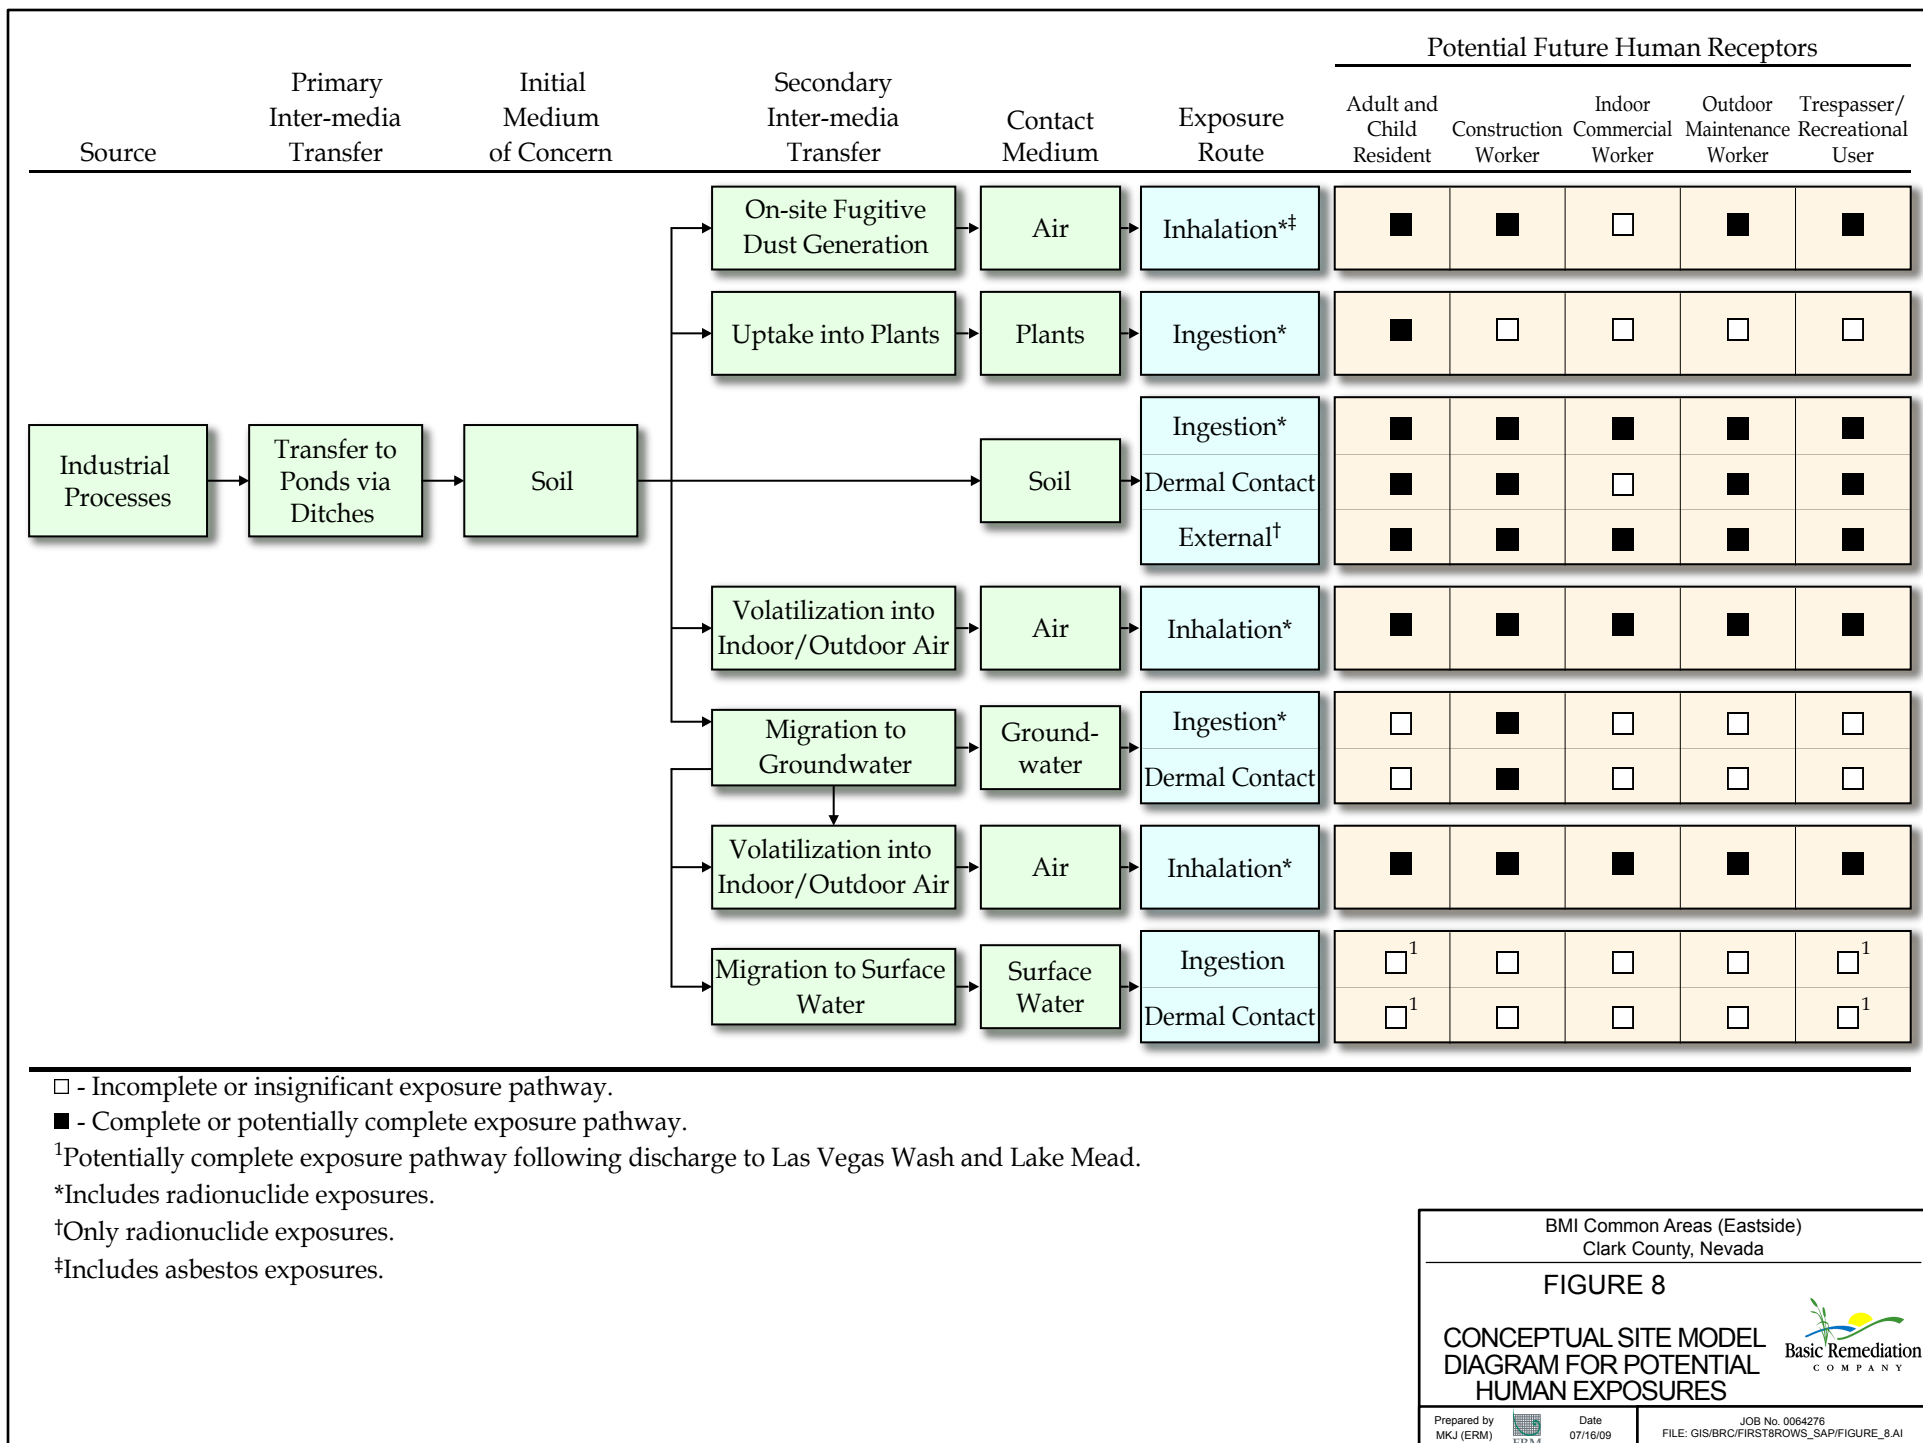 Potential Future Human Receptors
Source
Primary
Inter-media
Transfer
Initial
Medium
of Concern
Secondary
Inter-media
Transfer
Contact
Medium
Exposure
Route
Adult and
Child
Resident
Construction
Worker
Indoor
Commercial
Worker
Outdoor
Maintenance
Worker
Trespasser/
Recreational
User
On-site Fugitive
Dust Generation
Air
Inhalation*‡
■ ■ □ ■ ■
Uptake into Plants
Plants
Ingestion*
■ □ □ □ □
Industrial
Processes
Transfer to
Ponds via
Ditches
Soil
Soil
Ingestion*
■ ■ ■ ■ ■
Dermal Contact
■ ■ □ ■ ■
External†
■ ■ ■ ■ ■
Volatilization into
Indoor/Outdoor Air
Air
Inhalation*
■ ■ ■ ■ ■
Migration to
Groundwater
Ground-
water
Ingestion*
□ ■ □ □ □
Dermal Contact
□ ■ □ □ □
Volatilization into
Indoor/Outdoor Air
Air
Inhalation*
■ ■ ■ ■ ■
Migration to Surface
Water
Surface
Water
Ingestion
□1 □ □ □ □1
Dermal Contact
□1 □ □ □ □1
□ - Incomplete or insignificant exposure pathway.
■ - Complete or potentially complete exposure pathway.
1Potentially complete exposure pathway following discharge to Las Vegas Wash and Lake Mead.
*Includes radionuclide exposures.
†Only radionuclide exposures.
‡Includes asbestos exposures.
BMI Common Areas (Eastside)
Clark County, Nevada
FIGURE 8
CONCEPTUAL SITE MODEL
DIAGRAM FOR POTENTIAL
HUMAN EXPOSURES
Basic Remediation
COMPANY
Prepared by
MKJ (ERM)
ERM
Date
07/16/09
JOB No. 0064276
FILE: GIS/BRC/FIRST8ROWS_SAP/FIGURE_8.AI